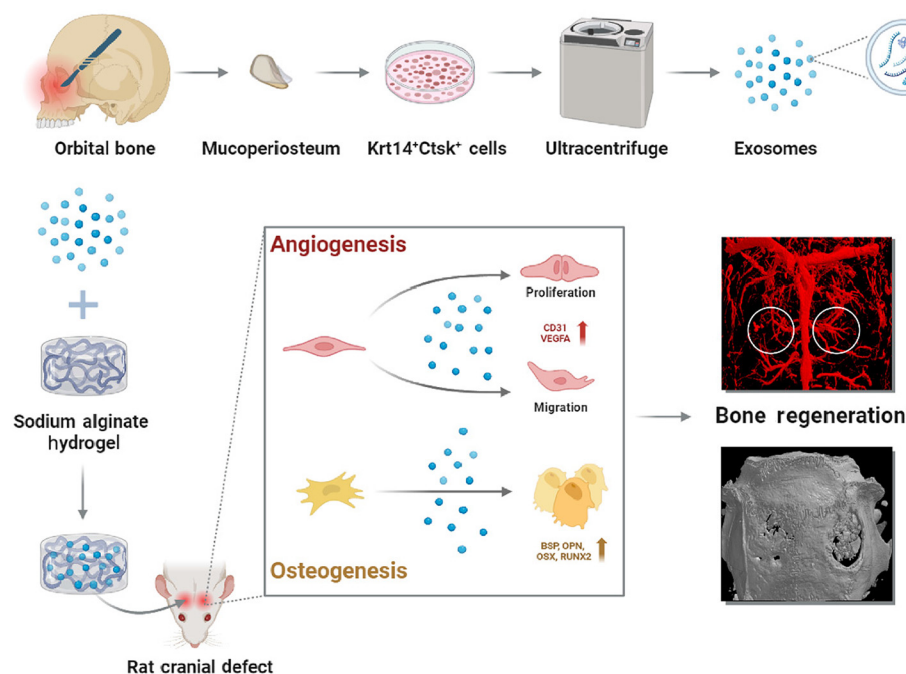 Orbital bone
Mucoperiosteum
Krt14⁺Ctsk⁺ cells
Ultracentrifuge
Exosomes
Sodium alginate
hydrogel
Rat cranial defect
Angiogenesis
Proliferation
CD31
VEGFA
Migration
BSP, OPN,
OSX, RUNX2
Osteogenesis
Bone regeneration